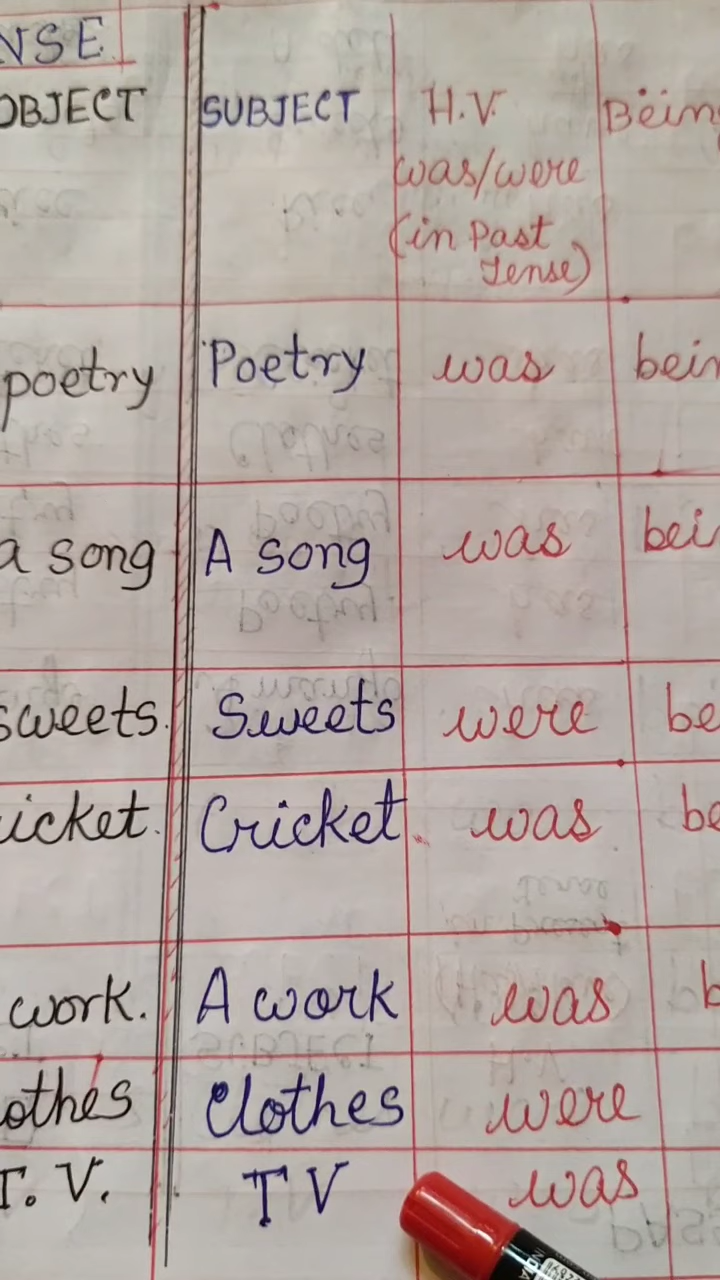 NSE
OBJECT SUBJECT H.V. Being
was/were
(in Past
Tense)
poetry Poetry was bein
a song A song was bei
sweets. Sweets were be
icket. Cricket. was be
work. A work was b
othes Clothes were
T.V. TV was